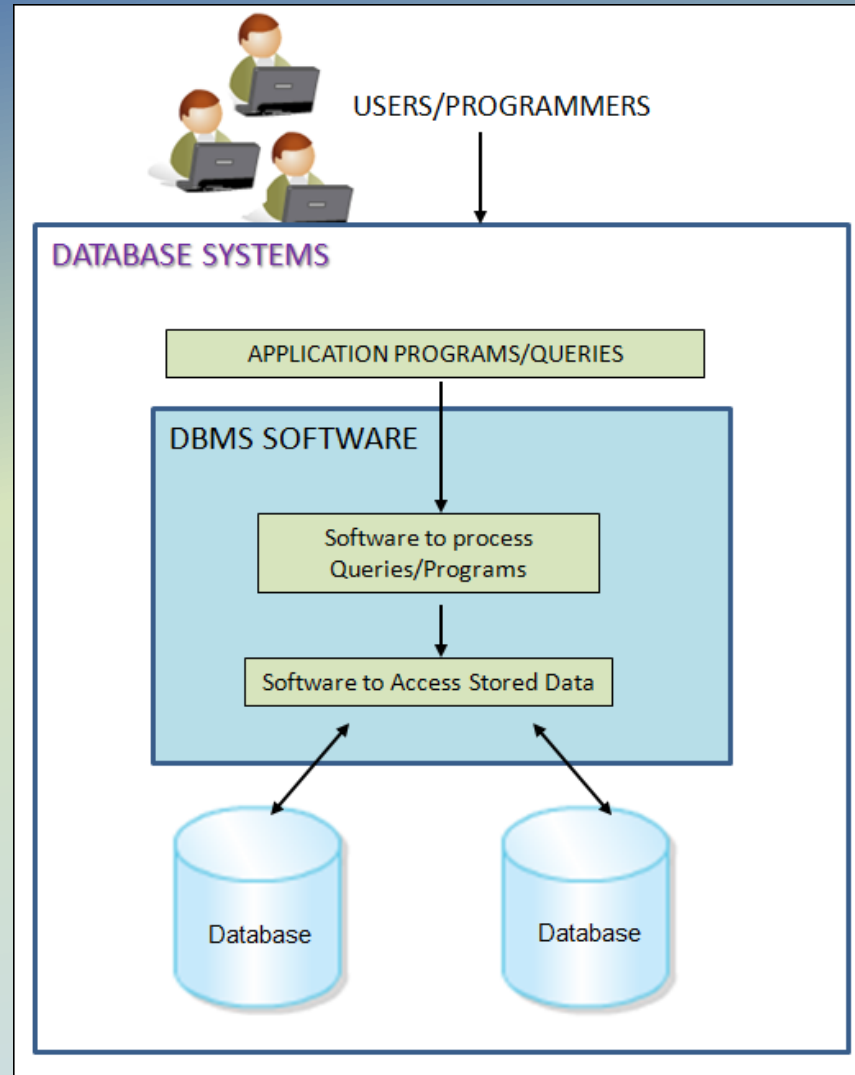 USERS/PROGRAMMERS
DATABASE SYSTEMS
APPLICATION PROGRAMS/QUERIES
DBMS SOFTWARE
Software to process
Queries/Programs
Software to Access Stored Data
Database
Database